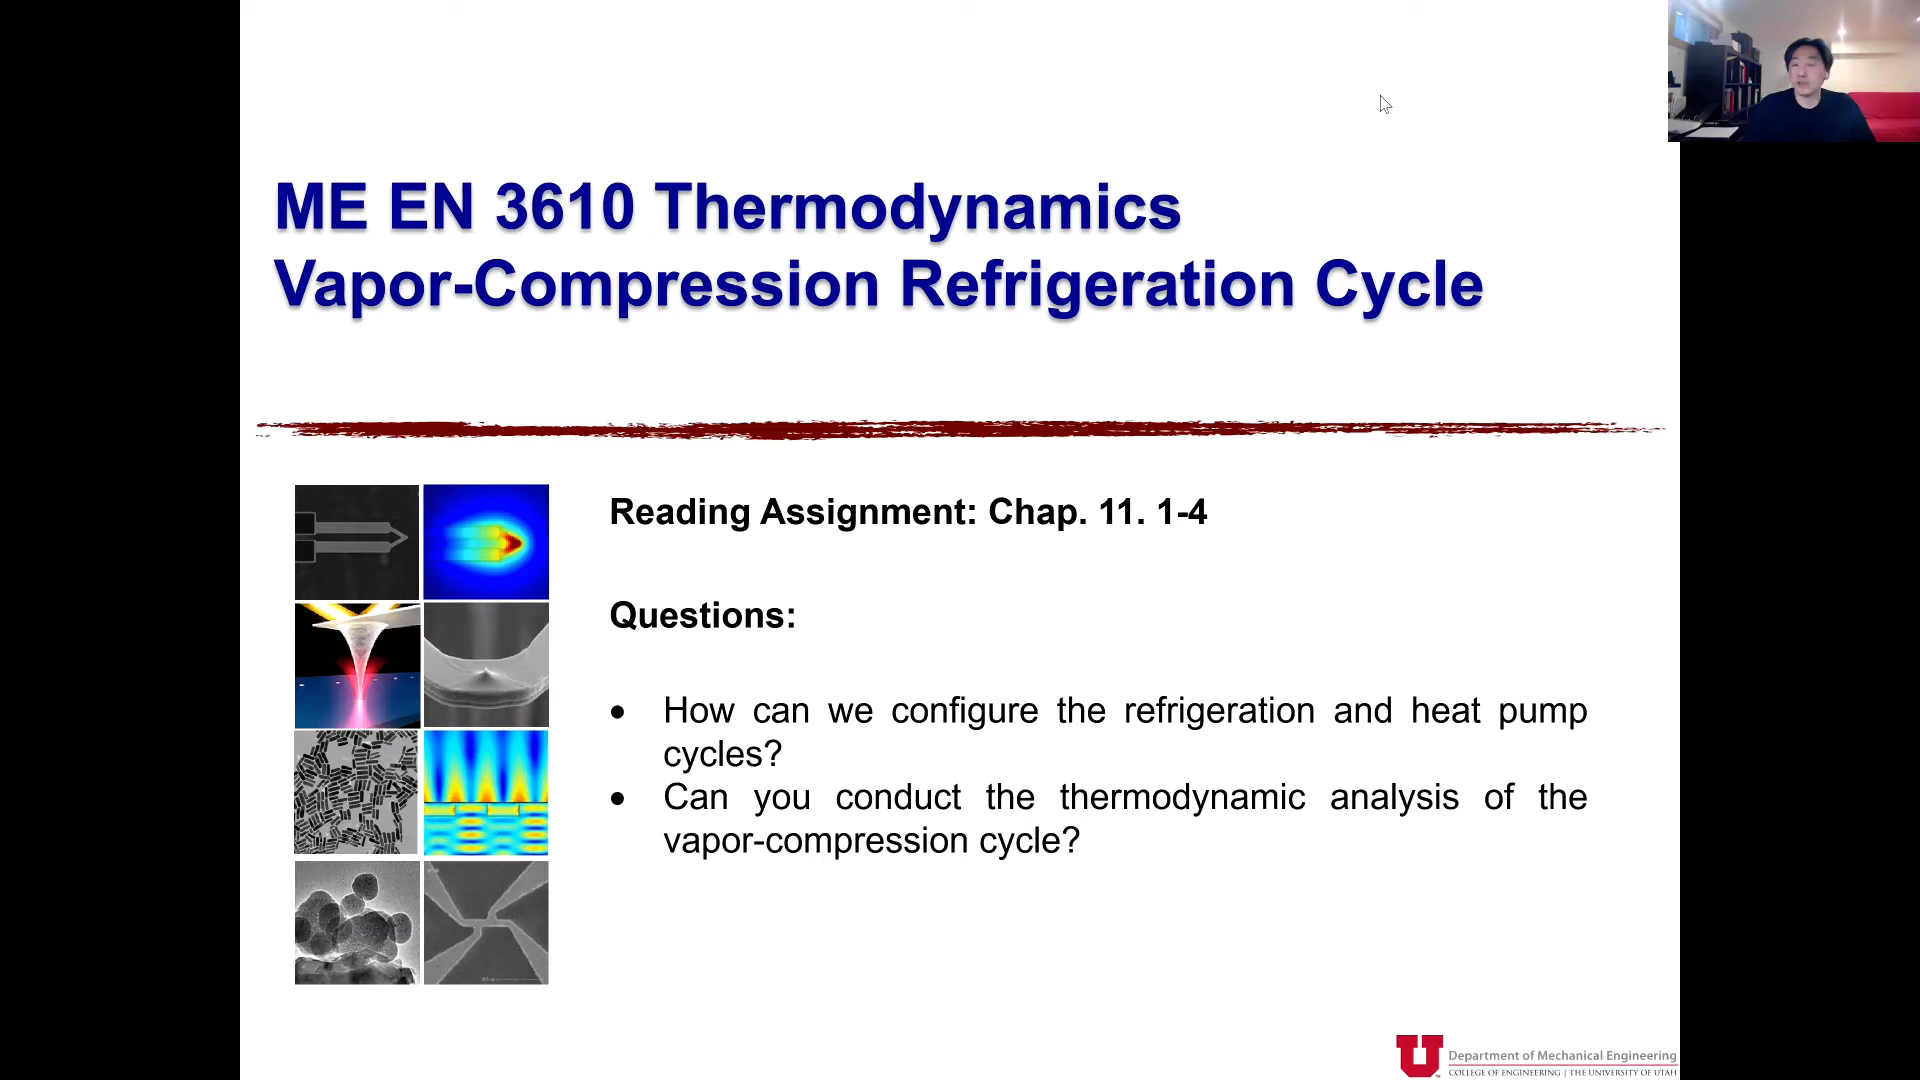 ME EN 3610 Thermodynamics
Vapor-Compression Refrigeration Cycle
Reading Assignment: Chap. 11. 1-4
Questions:
• How can we configure the refrigeration and heat pump
cycles?
• Can you conduct the thermodynamic analysis of the
vapor-compression cycle?
Department of Mechanical Engineering
COLLEGE OF ENGINEERING | THE UNIVERSITY OF UTAH